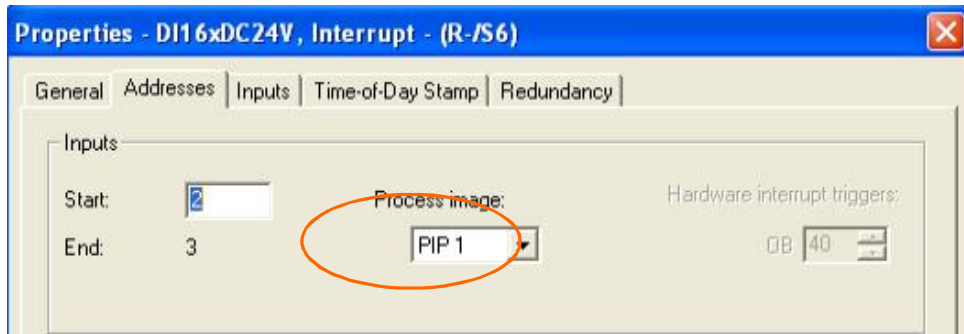 Properties - DI16xDC24V, Interrupt - (R-/S6)
General Addresses Inputs Time-of-Day Stamp Redundancy
Inputs
Start: 2 Process image: Hardware interrupt triggers:
End: 3 PIP 1 OB 40